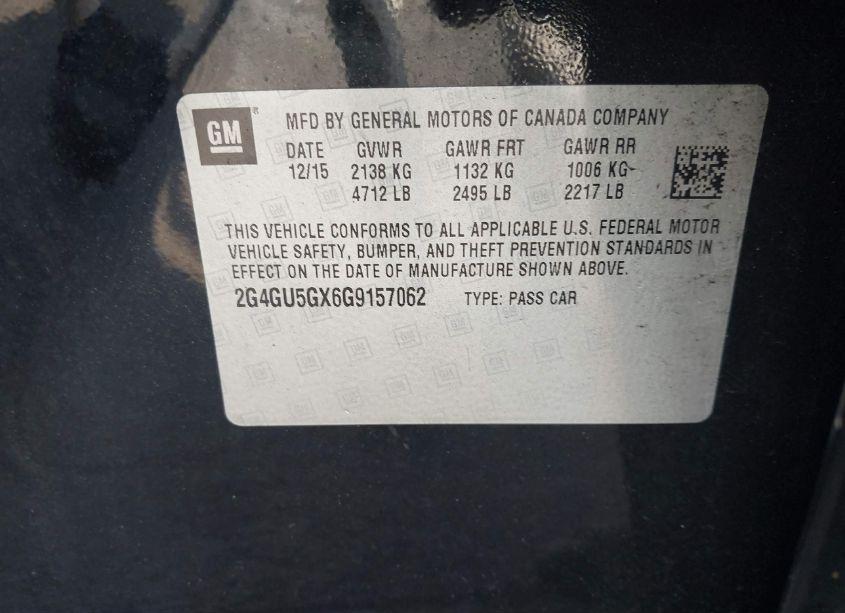 GM®
MFD BY GENERAL MOTORS OF CANADA COMPANY
DATE GVWR GAWR FRT GAWR RR
12/15 2138 KG 1132 KG 1006 KG
4712 LB 2495 LB 2217 LB
THIS VEHICLE CONFORMS TO ALL APPLICABLE U.S. FEDERAL MOTOR
VEHICLE SAFETY, BUMPER, AND THEFT PREVENTION STANDARDS IN
EFFECT ON THE DATE OF MANUFACTURE SHOWN ABOVE.
2G4GU5GX6G9157062 TYPE: PASS CAR